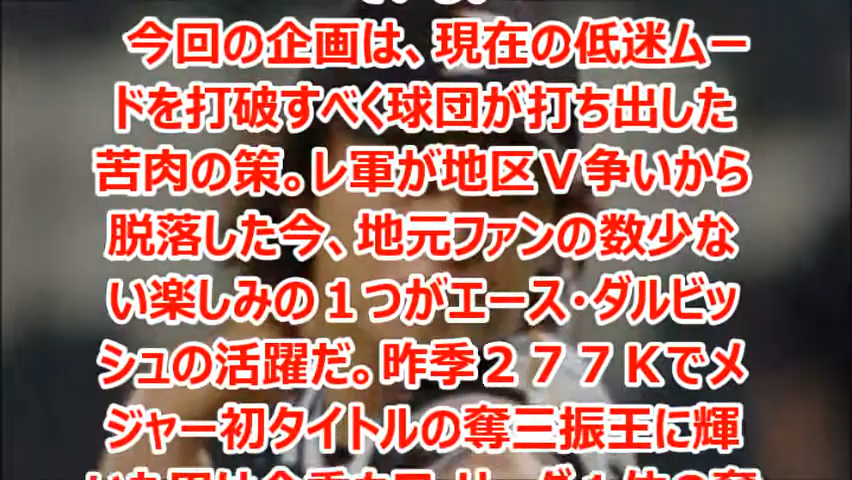 今回の企画は、現在の低迷ムー
ドを打破すべく球団が打ち出した
苦肉の策。レ軍が地区Ｖ争いから
脱落した今、地元ファンの数少な
い楽しみの１つがエース・ダルビッ
シュの活躍だ。昨季２７７Ｋでメ
ジャー初タイトルの奪三振王に輝